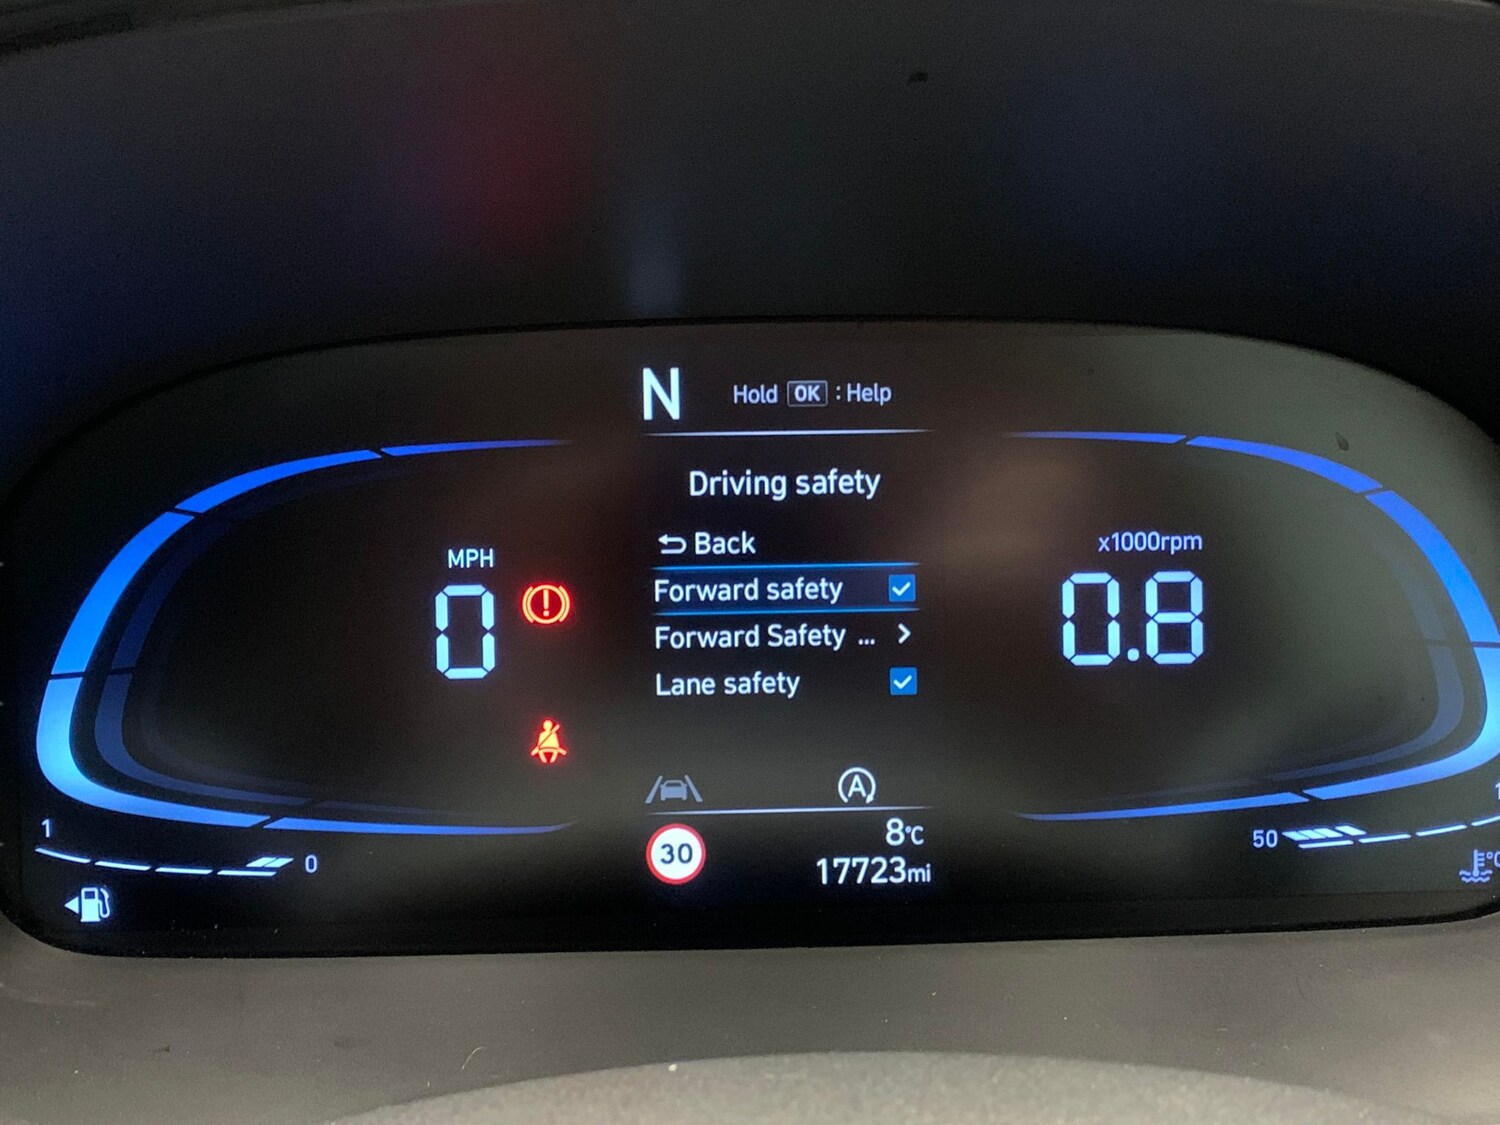 N
Hold OK : Help
Driving safety
Back
Forward safety
Forward Safety ...
Lane safety
MPH
0
x1000rpm
0.8
A
30
8°C
17723mi
1
0
50
1
°C